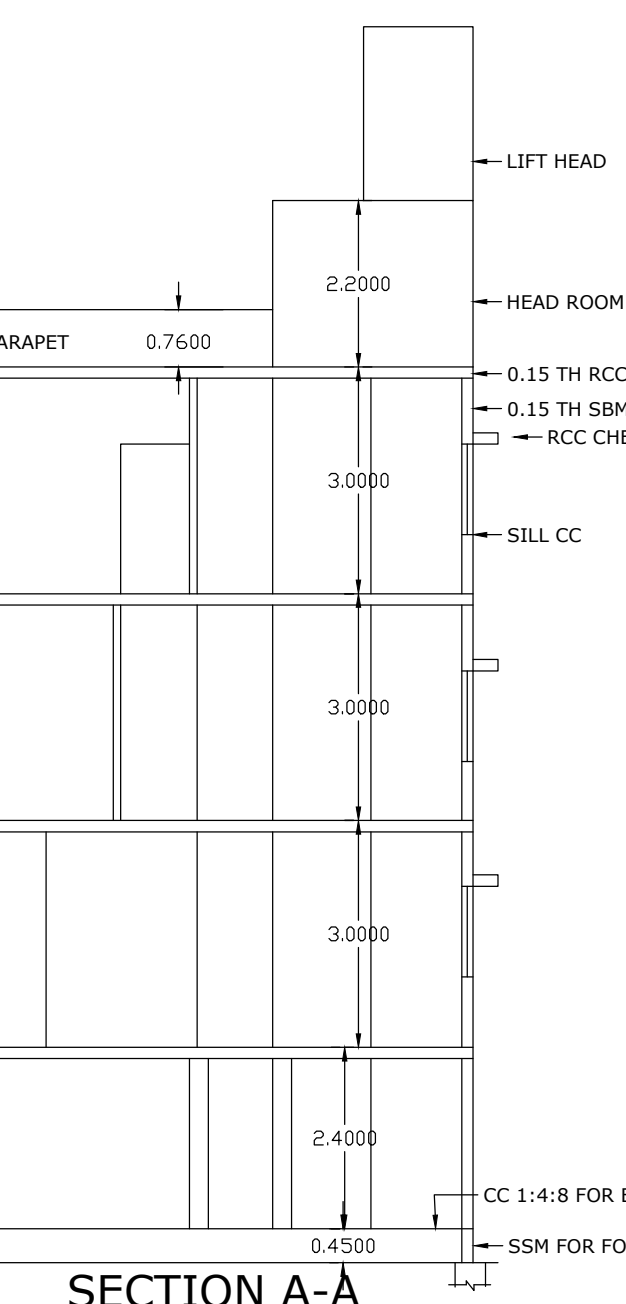 LIFT HEAD
2.2000
HEAD ROOM
ARAPET 0.7600
0.15 TH RCC
0.15 TH SBM
RCC CHE
3.0000
SILL CC
3.0000
3.0000
2.4000
CC 1:4:8 FOR
0.4500
SSM FOR FO
SECTION A-A